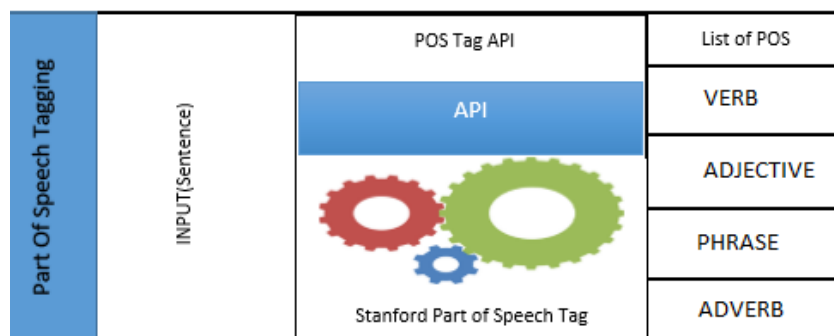 Part Of Speech Tagging
INPUT(Sentence)
POS Tag API
API
Stanford Part of Speech Tag
List of POS
VERB
ADJECTIVE
PHRASE
ADVERB